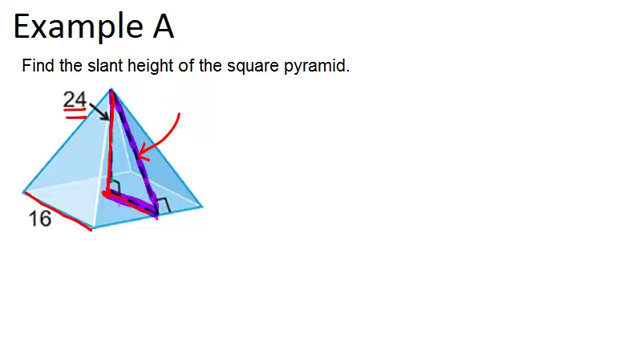 Example A
Find the slant height of the square pyramid.
24
16